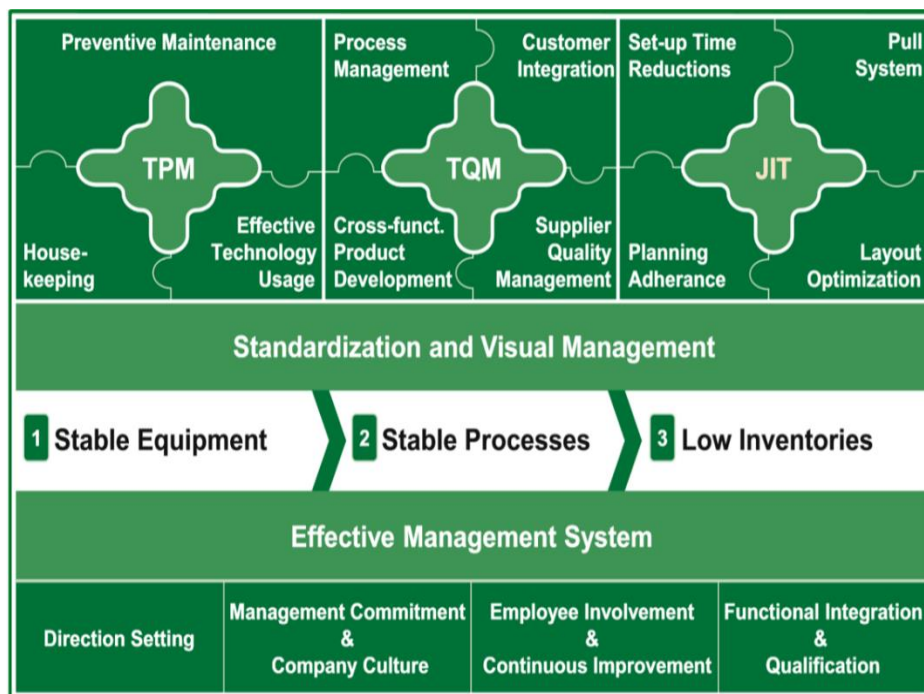 Preventive Maintenance
TPM
House-
keeping
Effective
Technology
Usage
Process
Management
Customer
Integration
TQM
Cross-funct.
Product
Development
Supplier
Quality
Management
Set-up Time
Reductions
Pull
System
JIT
Planning
Adherance
Layout
Optimization
Standardization and Visual Management
1 Stable Equipment
2 Stable Processes
3 Low Inventories
Effective Management System
Direction Setting
Management Commitment
&
Company Culture
Employee Involvement
&
Continuous Improvement
Functional Integration
&
Qualification